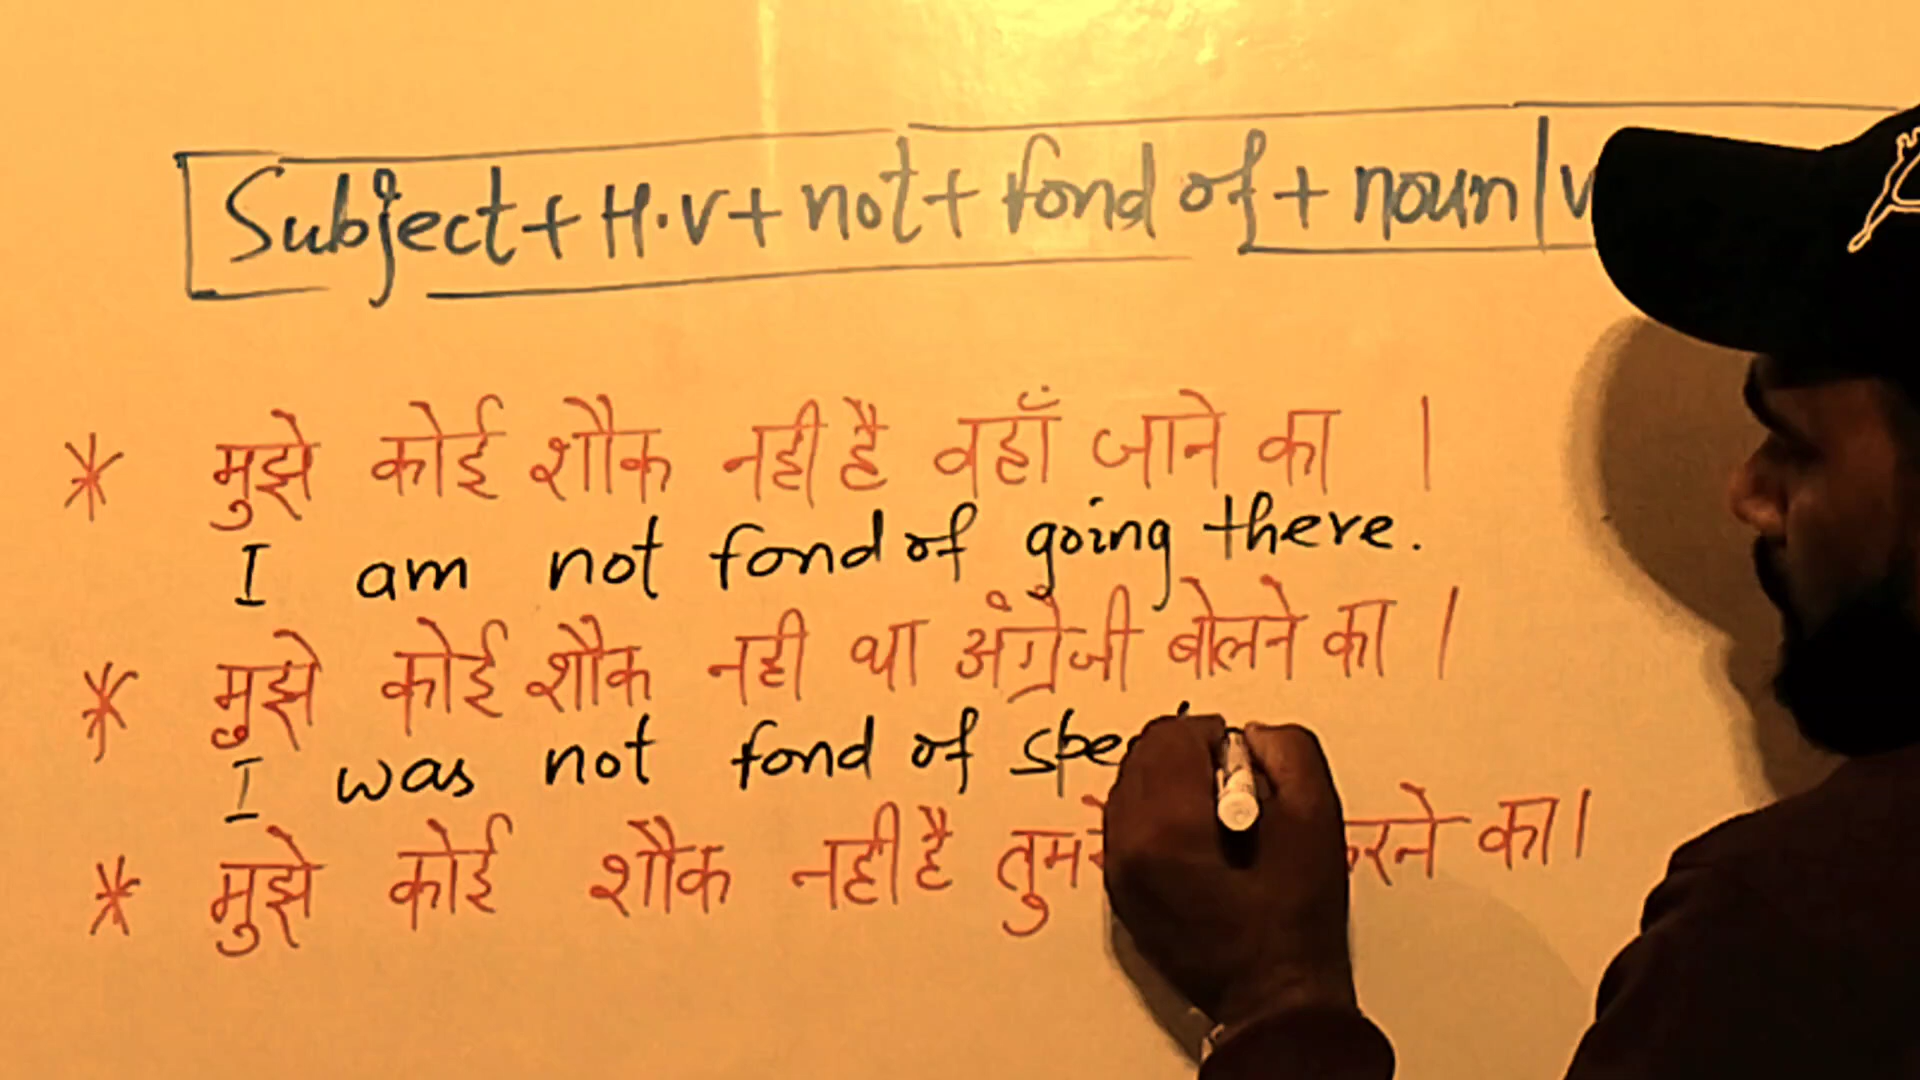 Subject + H.V + not + fond of + noun | V
* मुझे कोई शौक नही है वहाँ जाने का ।
I am not fond of going there.
* मुझे कोई शौक नही था अंग्रेजी बोलने का ।
I was not fond of spe
* मुझे कोई शौक नही है का।